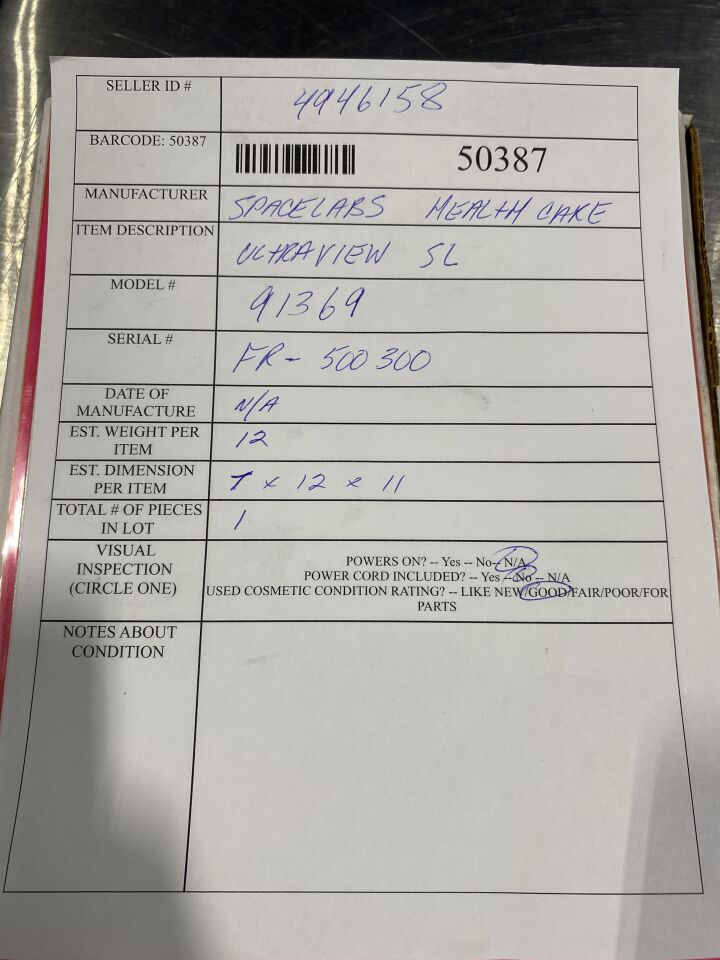 SELLER ID # 4946158
BARCODE: 50387 50387
MANUFACTURER SPACELABS HEALTH CARE
ITEM DESCRIPTION ULTRAVIEW SL
MODEL # 91369
SERIAL # FR- 500300
DATE OF
MANUFACTURE N/A
EST. WEIGHT PER
ITEM 12
EST. DIMENSION
PER ITEM 7 x 12 x 11
TOTAL # OF PIECES
IN LOT 1
VISUAL
INSPECTION
(CIRCLE ONE)
POWERS ON? -- Yes -- No-- N/A
POWER CORD INCLUDED? -- Yes -- No -- N/A
USED COSMETIC CONDITION RATING? -- LIKE NEW/GOOD/FAIR/POOR/FOR
PARTS
NOTES ABOUT
CONDITION